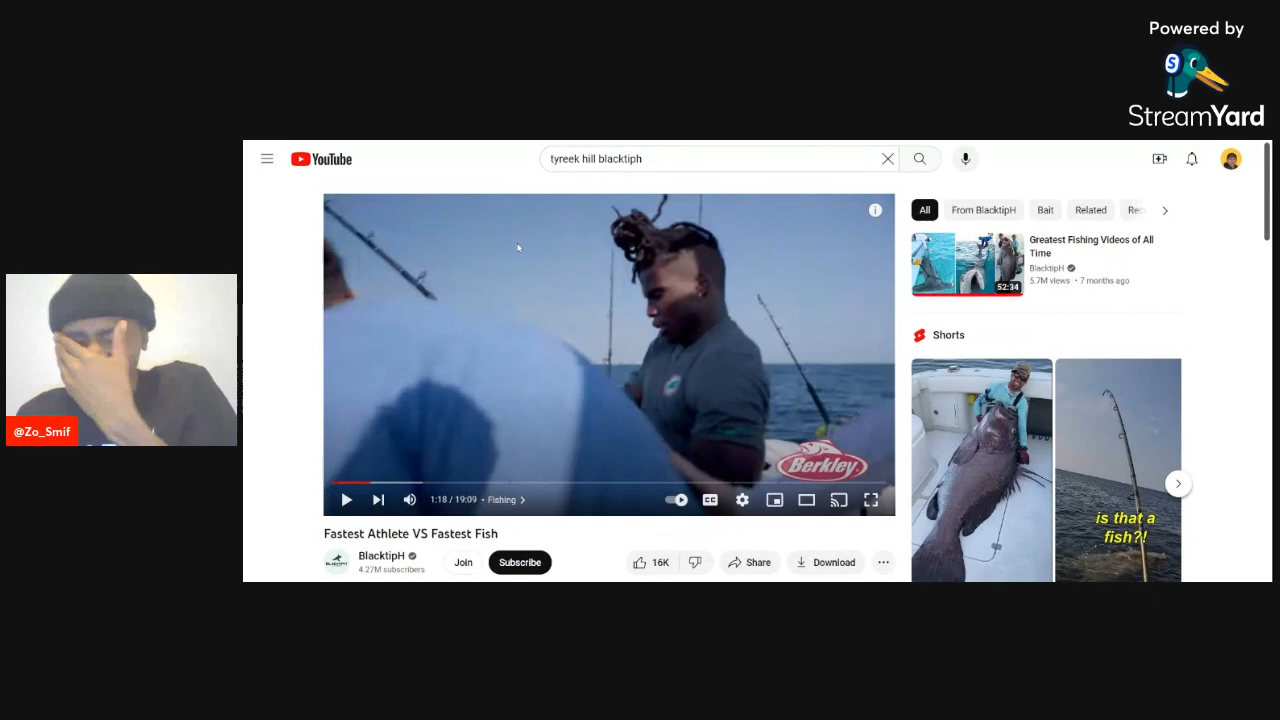 Powered by
StreamYard
YouTube
tyreek hill blacktiph
All
From BlacktipH
Bait
Related
Rec
Greatest Fishing Videos of All
Time
BlacktipH
5.7M views • 7 months ago
52:34
Shorts
is that a
fish?!
Berkley
1:18 / 19:09 • Fishing
CC
Fastest Athlete VS Fastest Fish
BlacktipH
4.27M subscribers
Join
Subscribe
16K
Share
Download
@Zo_Smif